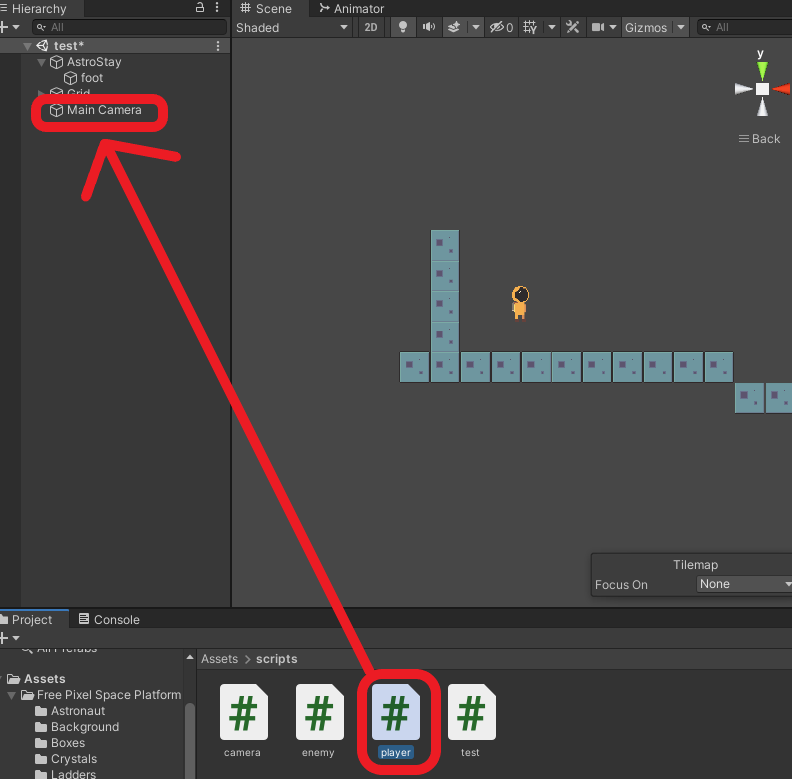 Hierarchy
Scene
Animator
All
Shaded
2D
0
Gizmos
All
test*
AstroStay
foot
Grid
Main Camera
y
Back
Tilemap
Focus On
None
Project
Console
All Prefabs
Assets > scripts
Assets
Free Pixel Space Platform
Astronaut
Background
Boxes
Crystals
Ladders
# # # #
camera
enemy
player
test